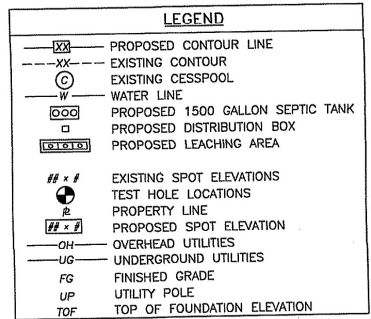 LEGEND
XX PROPOSED CONTOUR LINE
XX EXISTING CONTOUR
C EXISTING CESSPOOL
W WATER LINE
PROPOSED 1500 GALLON SEPTIC TANK
PROPOSED DISTRIBUTION BOX
PROPOSED LEACHING AREA
## x # EXISTING SPOT ELEVATIONS
TEST HOLE LOCATIONS
PROPERTY LINE
## x # PROPOSED SPOT ELEVATION
OH OVERHEAD UTILITIES
UG UNDERGROUND UTILITIES
FG FINISHED GRADE
UP UTILITY POLE
TOF TOP OF FOUNDATION ELEVATION